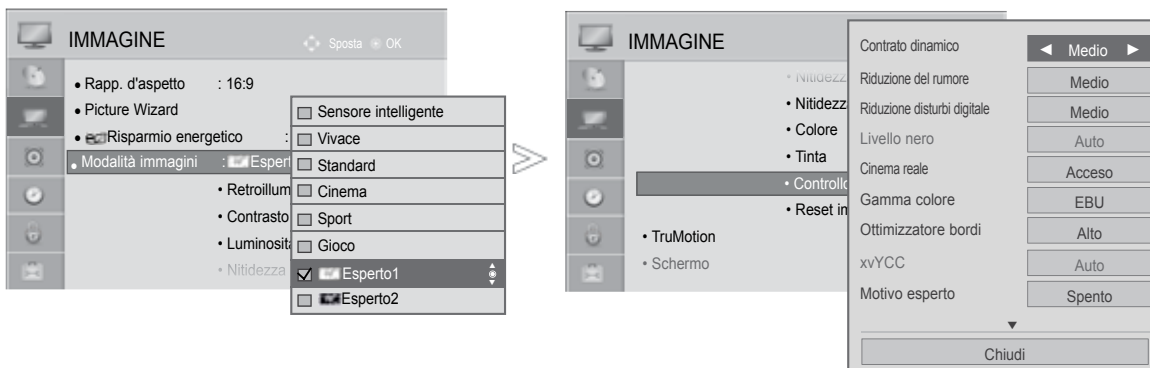 IMMAGINE
Sposta OK
• Rapp. d'aspetto : 16:9
• Picture Wizard
• Risparmio energetico :
• Modalità immagini : Espert
• Retroillum
• Contrasto
• Luminosit
• Nitidezza
Sensore intelligente
Vivace
Standard
Cinema
Sport
Gioco
Esperto1
Esperto2
IMMAGINE
• Nitidezz
• Nitidezz
• Colore
• Tinta
• Controllo
• Reset im
• TruMotion
• Schermo
Contrato dinamico ◄ Medio ►
Riduzione del rumore Medio
Riduzione disturbi digitale Medio
Livello nero Auto
Cinema reale Acceso
Gamma colore EBU
Ottimizzatore bordi Alto
xvYCC Auto
Motivo esperto Spento
▼
Chiudi